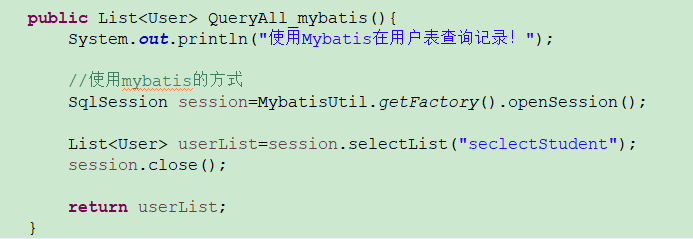 public List<User> QueryAll_mybatis(){
System.out.println("使用Mybatis在用户表查询记录! ");
//使用mybatis的方式
SqlSession session=MybatisUtil.getFactory().openSession();
List<User> userList=session.selectList("seclectStudent");
session.close();
return userList;
}